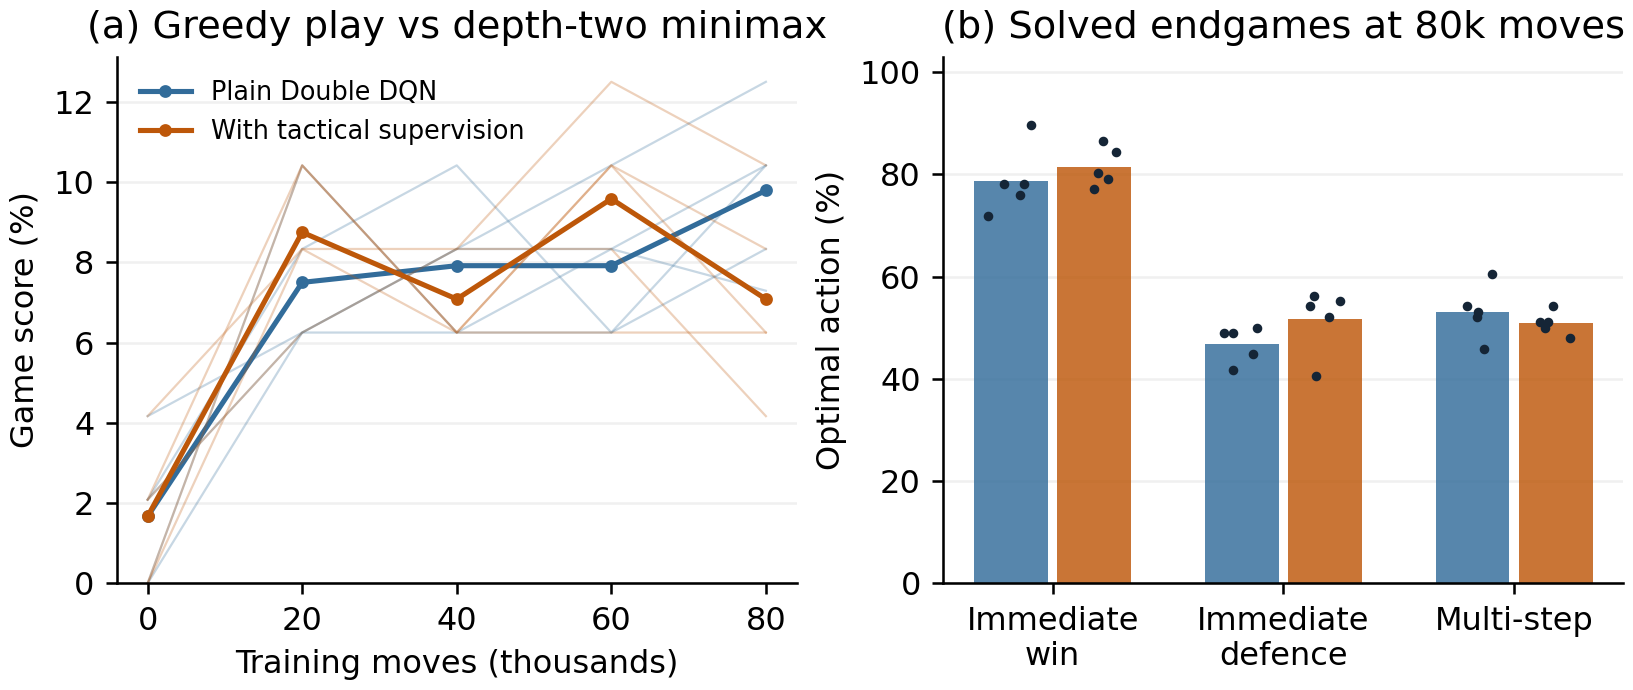 (a) Greedy play vs depth-two minimax
Game score (%)
12
10
8
6
4
2
0
Plain Double DQN
With tactical supervision
0 20 40 60 80
Training moves (thousands)
(b) Solved endgames at 80k moves
Optimal action (%)
100
80
60
40
20
0
Immediate win
Immediate defence
Multi-step